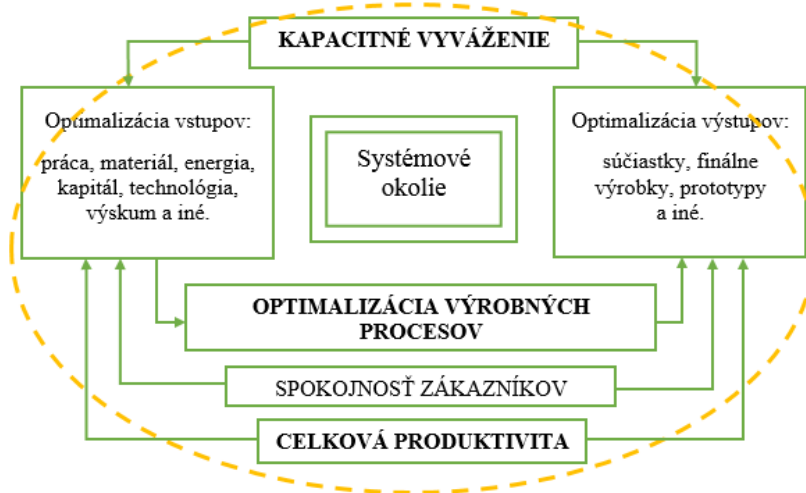 KAPACITNÉ VYVÁŽENIE
Optimalizácia vstupov:
práca, materiál, energia,
kapitál, technológia,
výskum a iné.
Systémové
okolie
Optimalizácia výstupov:
súčiastky, finálne
výrobky, prototypy
a iné.
OPTIMALIZÁCIA VÝROBNÝCH
PROCESOV
SPOKOJNOSŤ ZÁKAZNÍKOV
CELKOVÁ PRODUKTIVITA